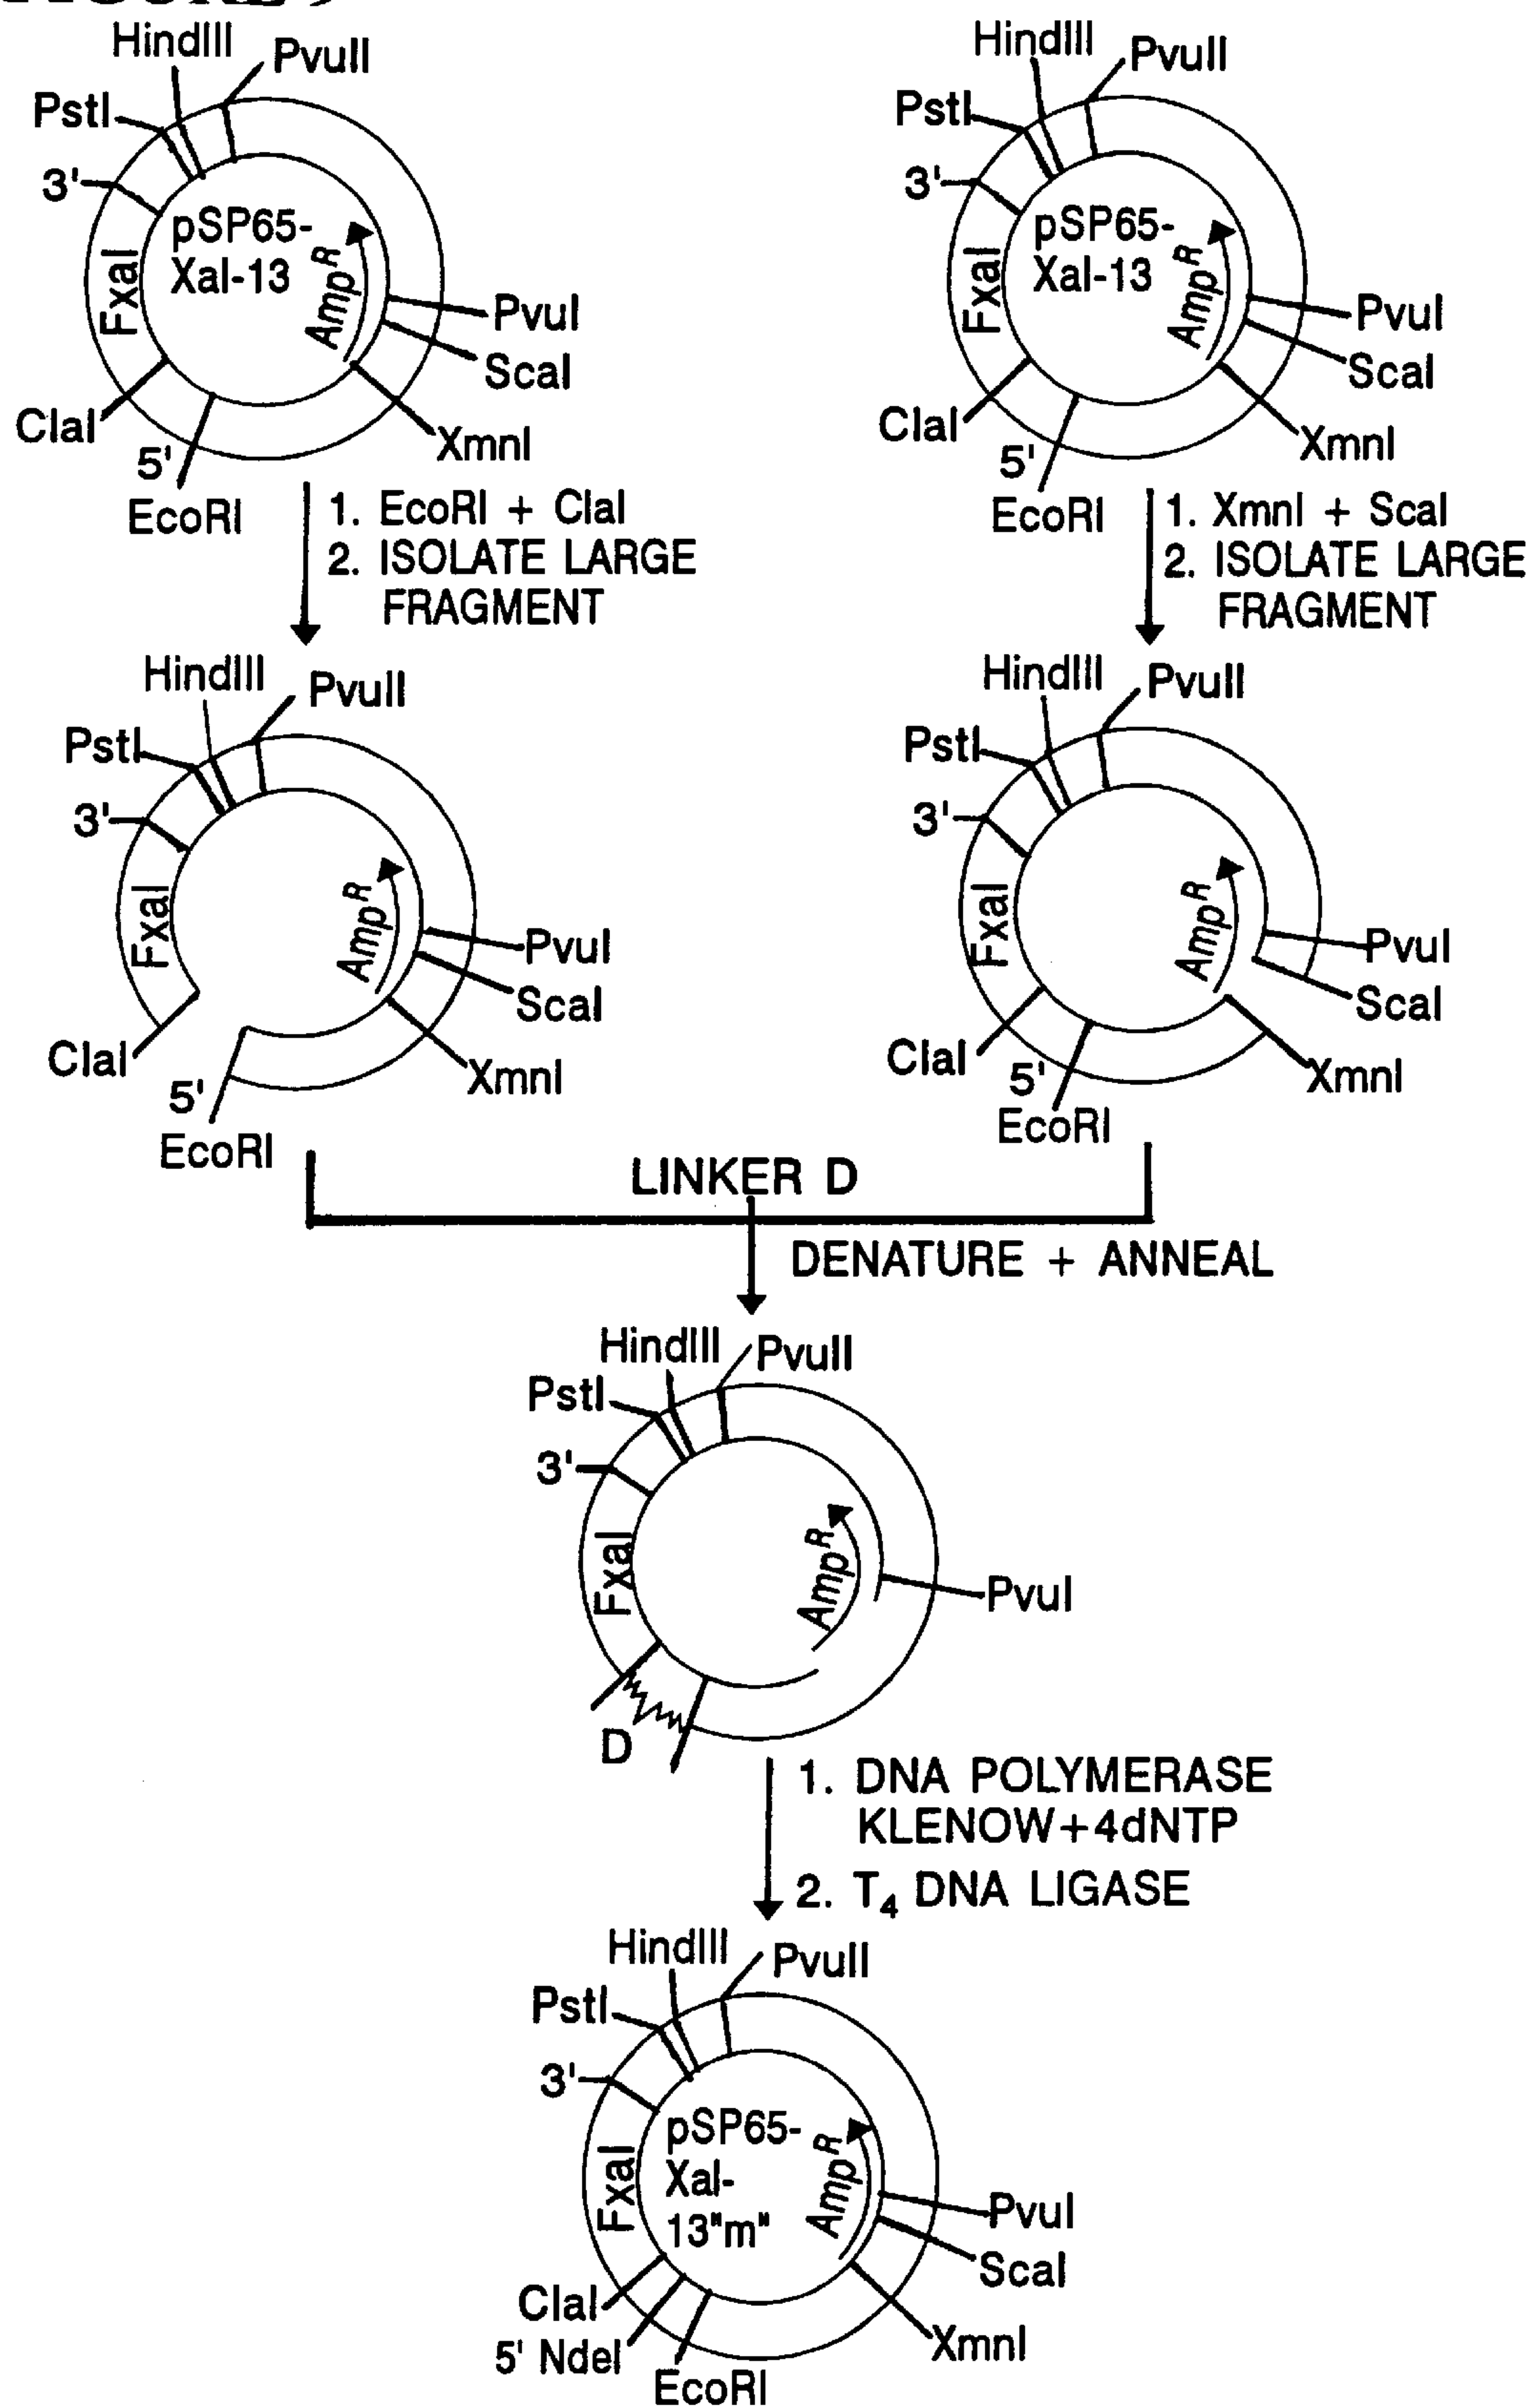 HindIII
PvuII
PstI
3'
FxaI
pSP65-
XaI-13
Amp R
PvuI
ScaI
XmnI
ClaI
5'
EcoRI
HindIII
PvuII
PstI
3'
FxaI
pSP65-
XaI-13
Amp R
PvuI
ScaI
XmnI
ClaI
5'
EcoRI
1. EcoRI + ClaI
2. ISOLATE LARGE
FRAGMENT
1. XmnI + ScaI
2. ISOLATE LARGE
FRAGMENT
HindIII
PvuII
PstI
3'
FxaI
Amp R
PvuI
ScaI
XmnI
ClaI
5'
EcoRI
HindIII
PvuII
PstI
3'
FxaI
Amp R
PvuI
ScaI
XmnI
ClaI
5'
EcoRI
LINKER D
DENATURE + ANNEAL
HindIII
PvuII
PstI
3'
FxaI
Amp R
PvuI
D
1. DNA POLYMERASE
KLENOW+4dNTP
2. T4 DNA LIGASE
HindIII
PvuII
PstI
3'
FxaI
pSP65-
XaI-
13"m"
Amp R
PvuI
ScaI
XmnI
ClaI
5' NdeI
EcoRI